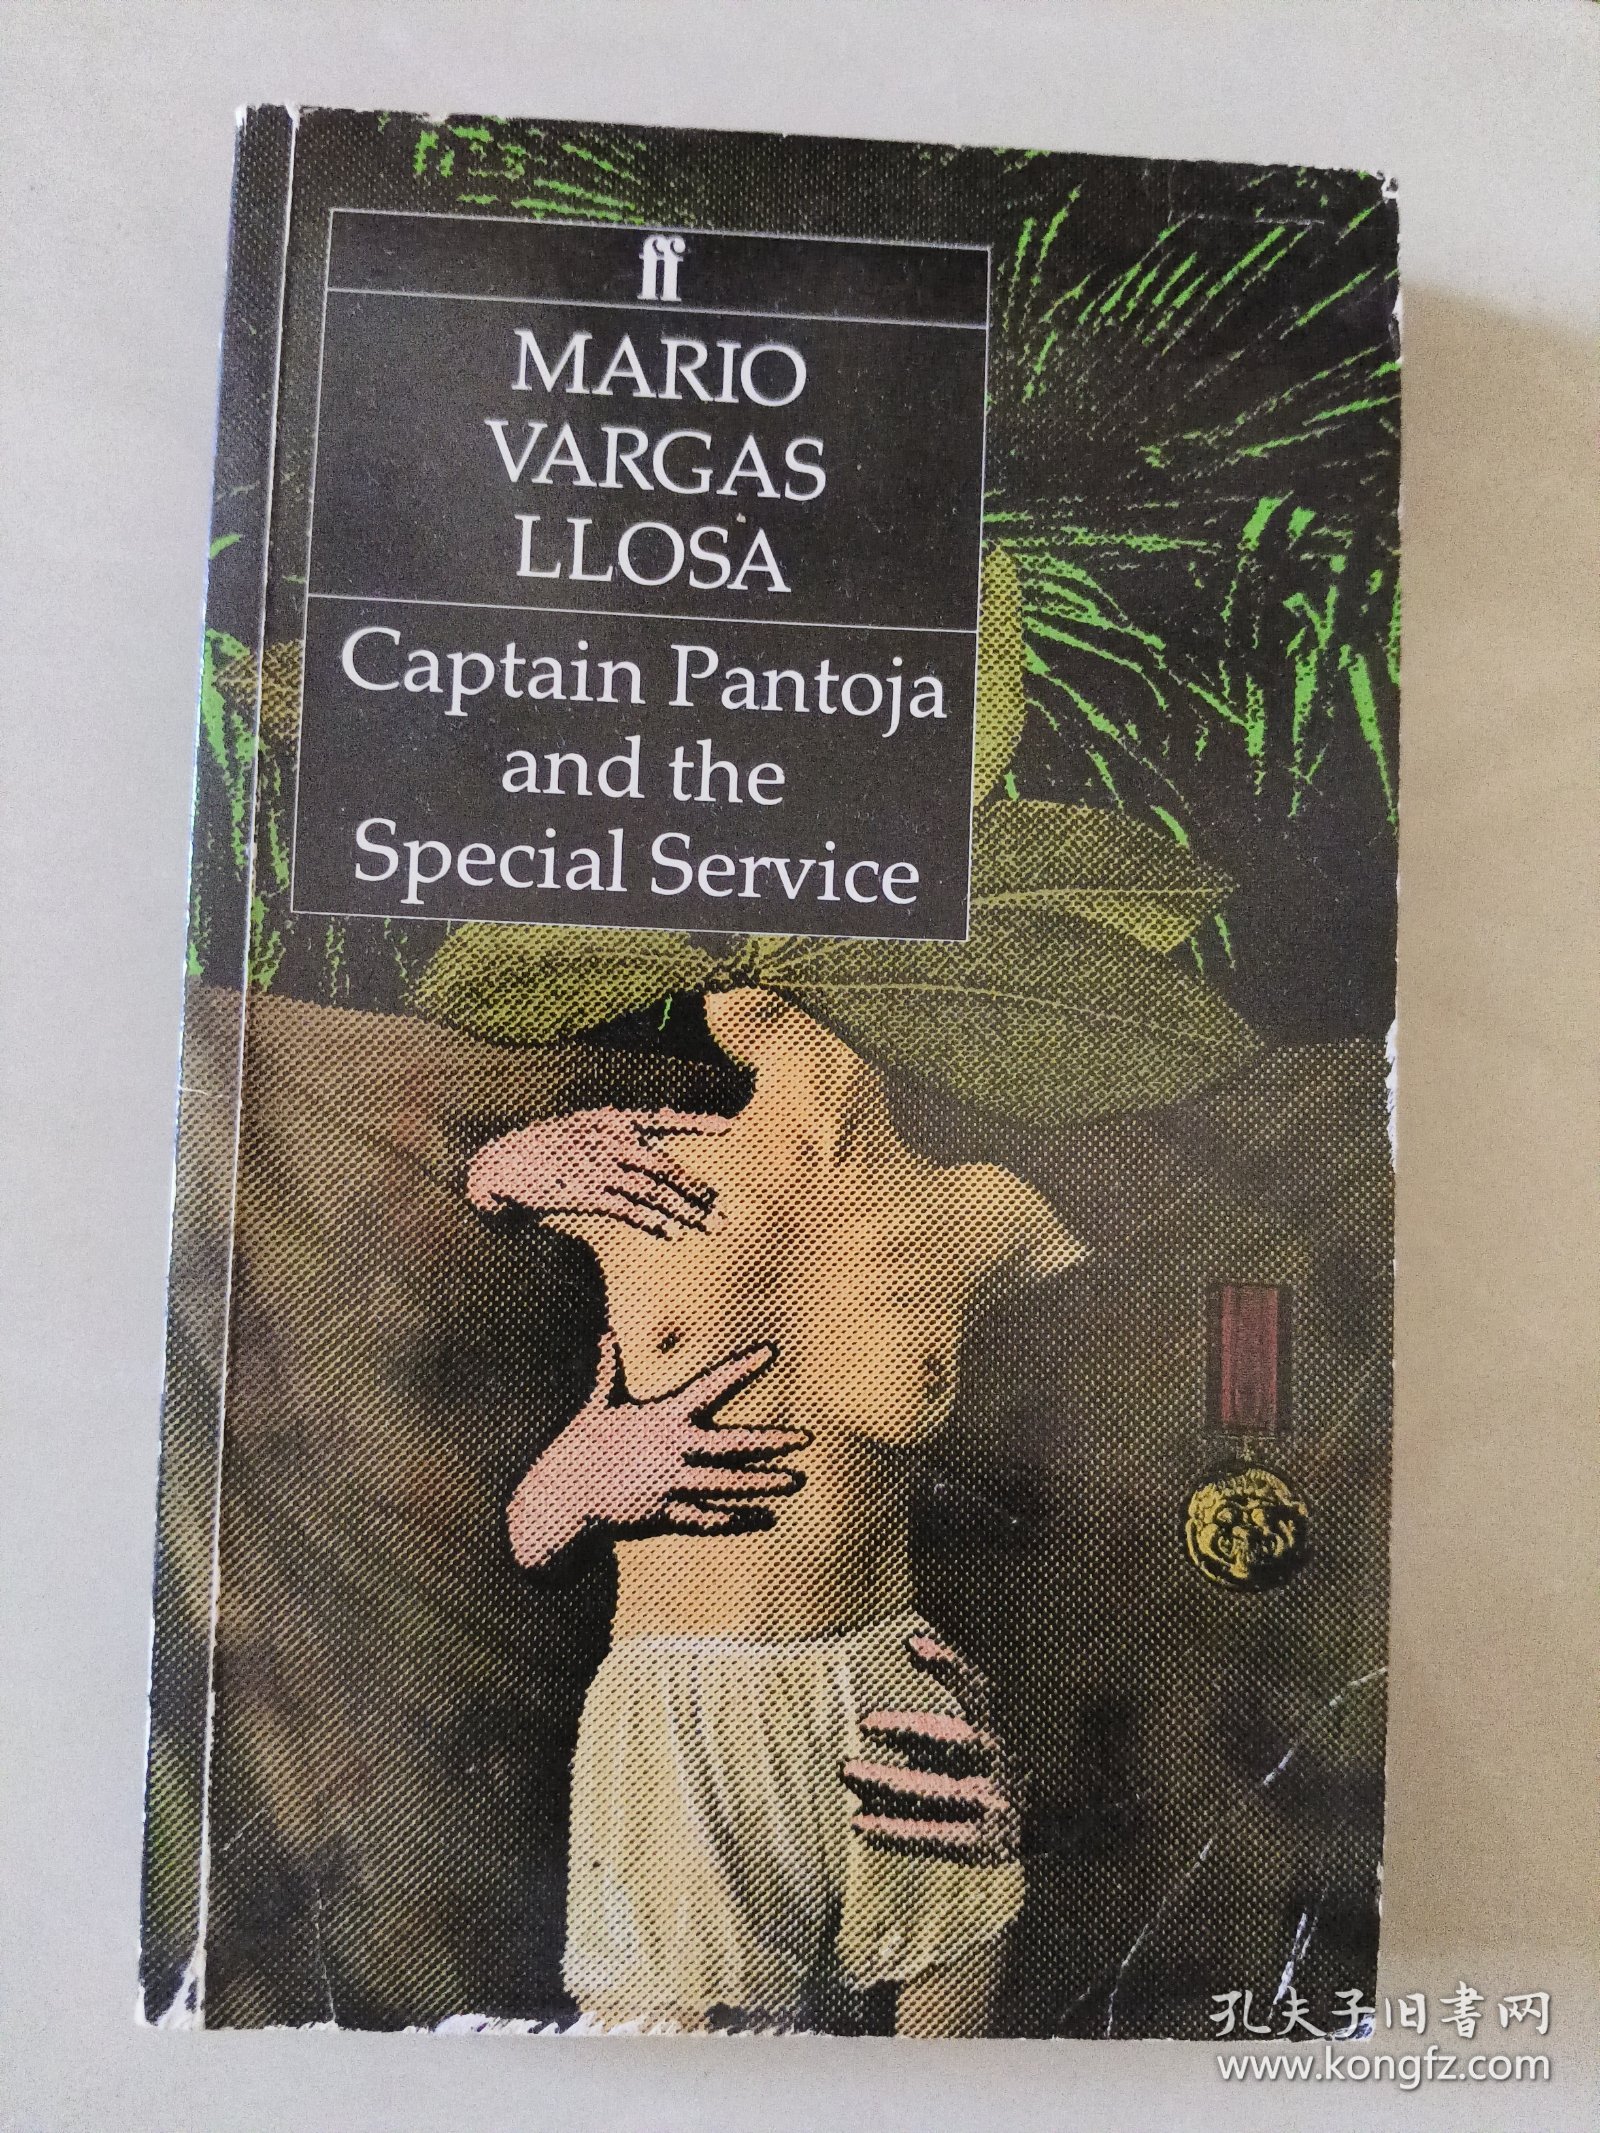 ff
MARIO
VARGAS
LLOSA
Captain Pantoja
and the
Special Service
孔夫子旧书网
www.kongfz.com